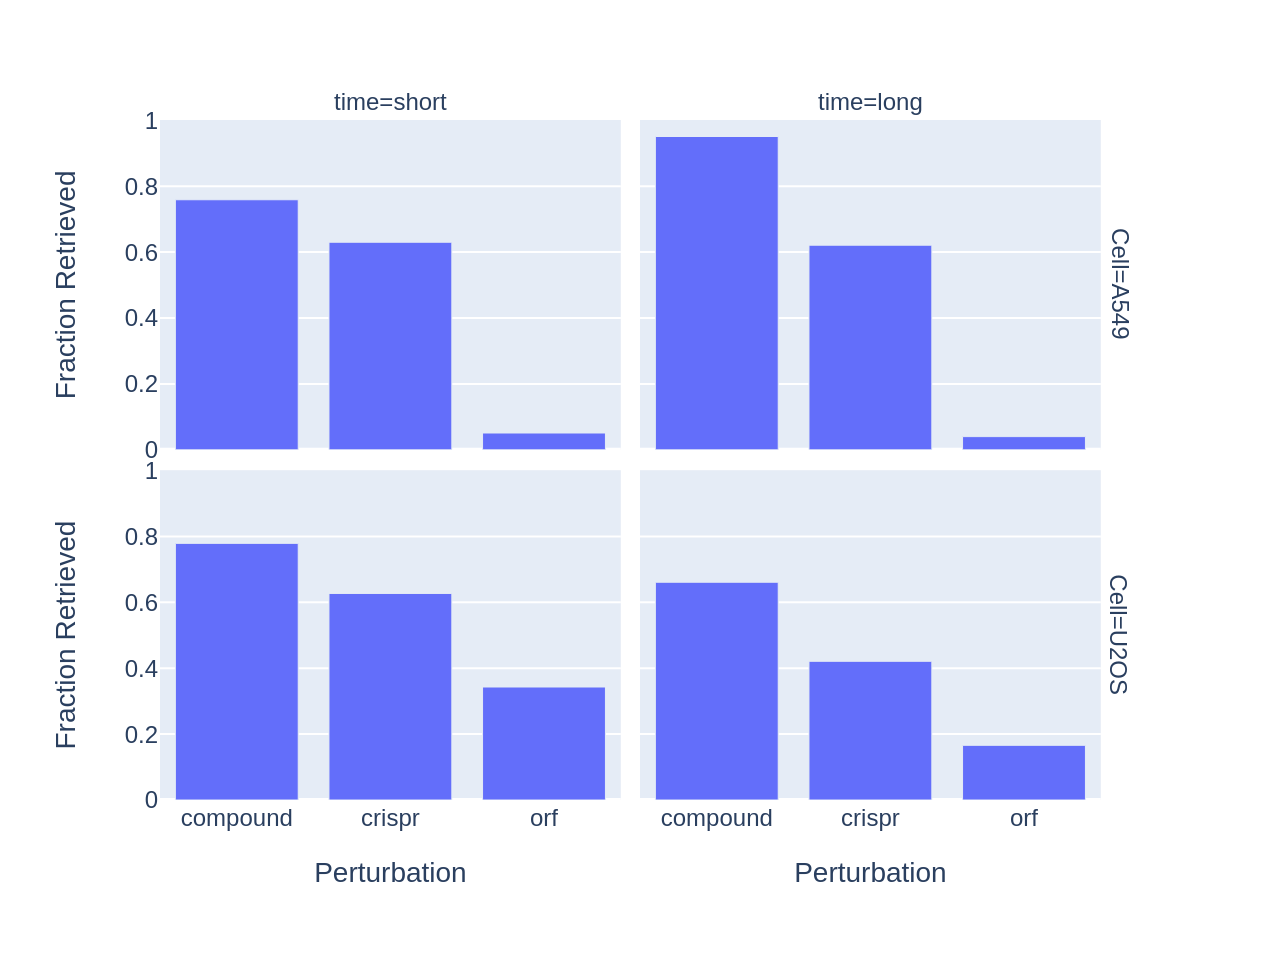 time=short
time=long
1
0.8
0.6
0.4
0.2
0
Fraction Retrieved
Cell=A549
1
0.8
0.6
0.4
0.2
0
Fraction Retrieved
Cell=U2OS
compound crispr orf
compound crispr orf
Perturbation
Perturbation